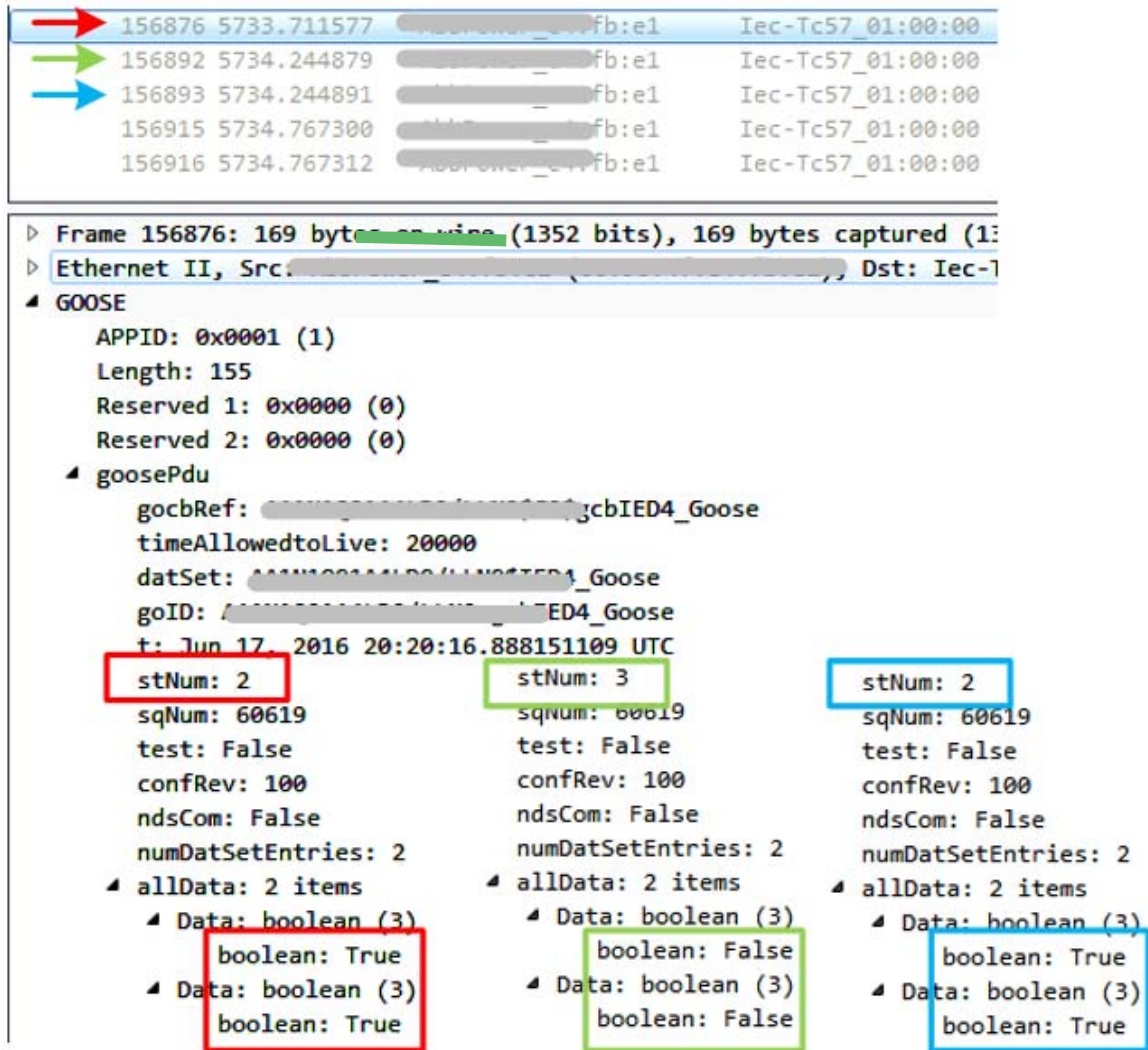 156876 5733.711577 fb:e1 Iec-Tc57_01:00:00
156892 5734.244879 fb:e1 Iec-Tc57_01:00:00
156893 5734.244891 fb:e1 Iec-Tc57_01:00:00
156915 5734.767300 fb:e1 Iec-Tc57_01:00:00
156916 5734.767312 fb:e1 Iec-Tc57_01:00:00
Frame 156876: 169 bytes on wire (1352 bits), 169 bytes captured (13
Ethernet II, Src: Dst: Iec-T
GOOSE
APPID: 0x0001 (1)
Length: 155
Reserved 1: 0x0000 (0)
Reserved 2: 0x0000 (0)
goosePdu
gocbRef: gcbIED4_Goose
timeAllowedtoLive: 20000
datSet: _Goose
goID: ED4_Goose
t: Jun 17, 2016 20:20:16.888151109 UTC
stNum: 2 stNum: 3 stNum: 2
sqNum: 60619 sqNum: 60619 sqNum: 60619
test: False test: False test: False
confRev: 100 confRev: 100 confRev: 100
ndsCom: False ndsCom: False ndsCom: False
numDatSetEntries: 2 numDatSetEntries: 2 numDatSetEntries: 2
allData: 2 items allData: 2 items allData: 2 items
Data: boolean (3) Data: boolean (3) Data: boolean (3)
boolean: True boolean: False boolean: True
Data: boolean (3) Data: boolean (3) Data: boolean (3)
boolean: True boolean: False boolean: True